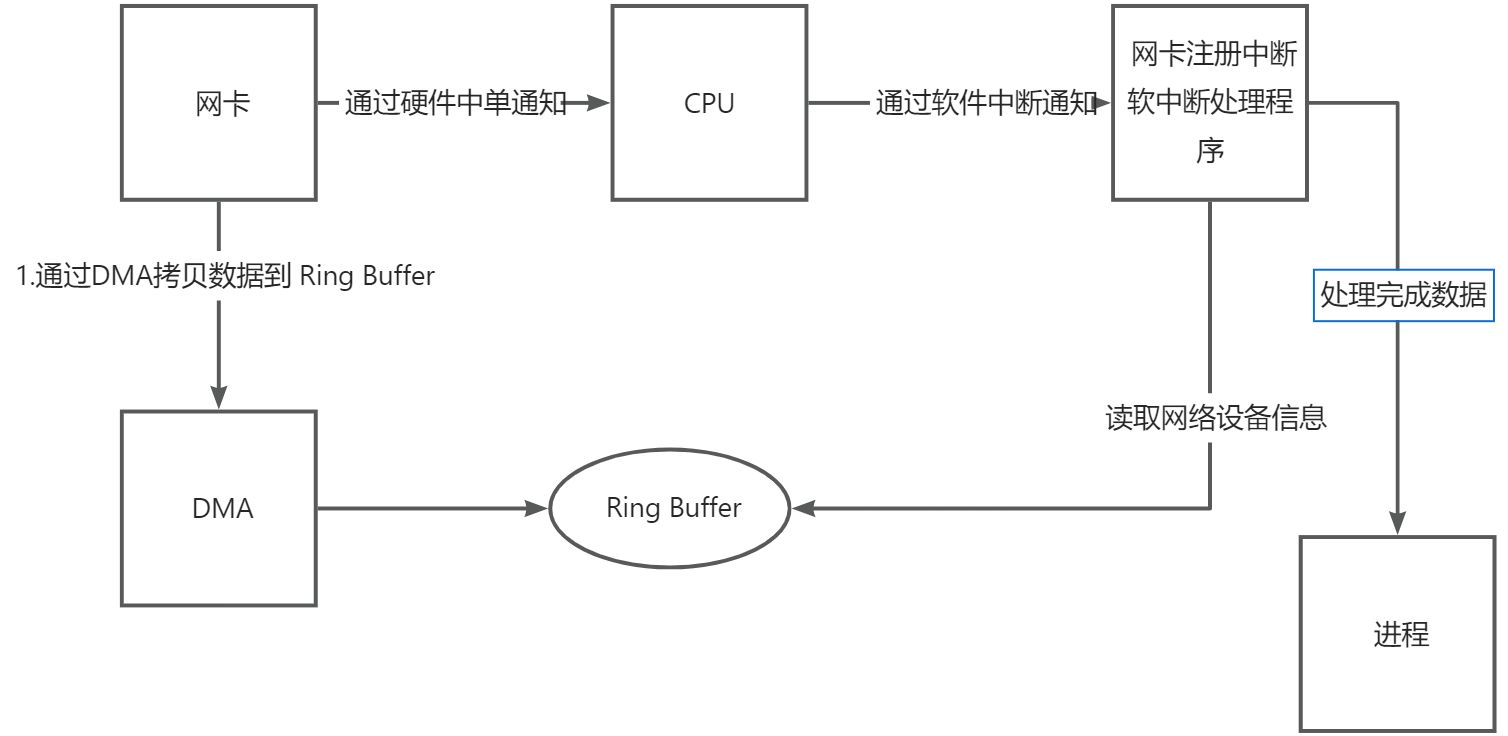 网卡
通过硬件中单通知
CPU
通过软件中断通知
网卡注册中断
软中断处理程
序
1.通过DMA拷贝数据到 Ring Buffer
处理完成数据
读取网络设备信息
DMA
Ring Buffer
进程